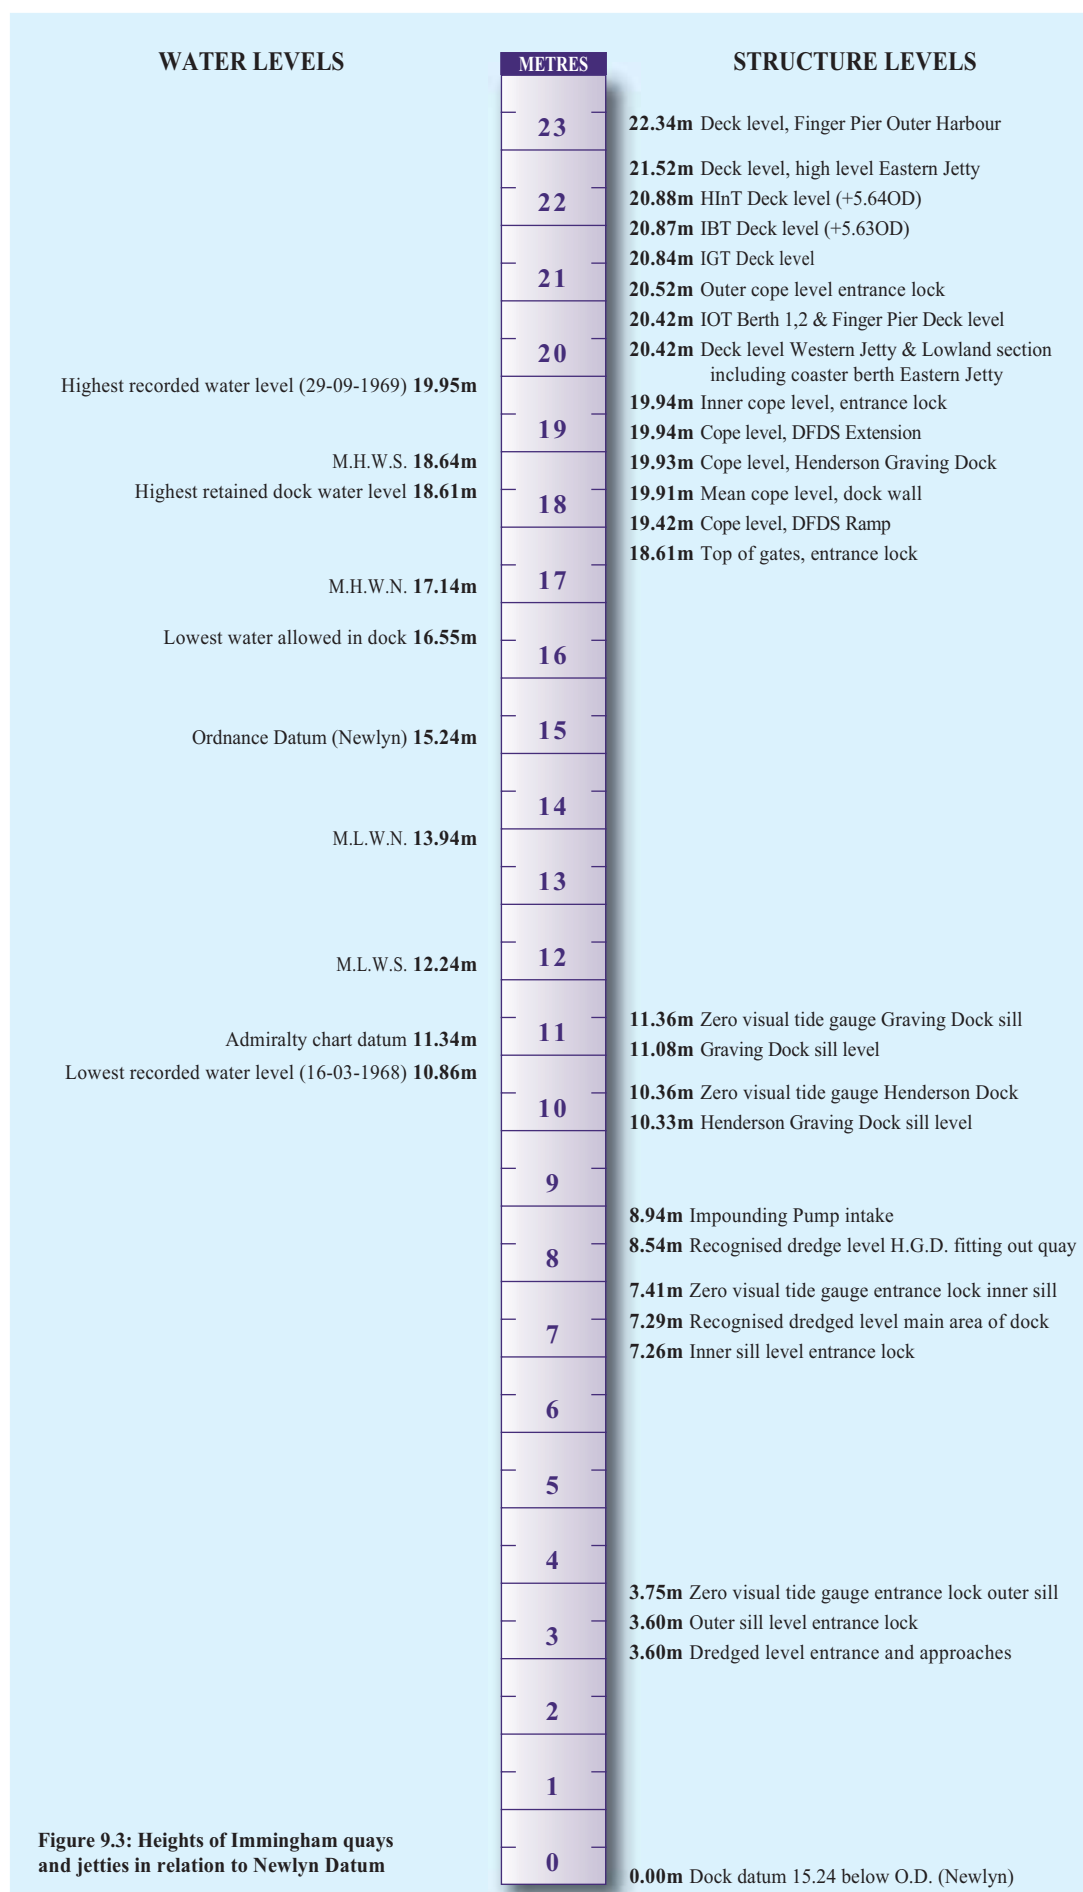 WATER LEVELS
METRES
STRUCTURE LEVELS
23
22
21
20
19
18
17
16
15
14
13
12
11
10
9
8
7
6
5
4
3
2
1
0
Highest recorded water level (29-09-1969) 19.95m
M.H.W.S. 18.64m
Highest retained dock water level 18.61m
M.H.W.N. 17.14m
Lowest water allowed in dock 16.55m
Ordnance Datum (Newlyn) 15.24m
M.L.W.N. 13.94m
M.L.W.S. 12.24m
Admiralty chart datum 11.34m
Lowest recorded water level (16-03-1968) 10.86m
22.34m Deck level, Finger Pier Outer Harbour
21.52m Deck level, high level Eastern Jetty
20.88m HInT Deck level (+5.64OD)
20.87m IBT Deck level (+5.63OD)
20.84m IGT Deck level
20.52m Outer cope level entrance lock
20.42m IOT Berth 1,2 & Finger Pier Deck level
20.42m Deck level Western Jetty & Lowland section
including coaster berth Eastern Jetty
19.94m Inner cope level, entrance lock
19.94m Cope level, DFDS Extension
19.93m Cope level, Henderson Graving Dock
19.91m Mean cope level, dock wall
19.42m Cope level, DFDS Ramp
18.61m Top of gates, entrance lock
11.36m Zero visual tide gauge Graving Dock sill
11.08m Graving Dock sill level
10.36m Zero visual tide gauge Henderson Dock
10.33m Henderson Graving Dock sill level
8.94m Impounding Pump intake
8.54m Recognised dredge level H.G.D. fitting out quay
7.41m Zero visual tide gauge entrance lock inner sill
7.29m Recognised dredged level main area of dock
7.26m Inner sill level entrance lock
3.75m Zero visual tide gauge entrance lock outer sill
3.60m Outer sill level entrance lock
3.60m Dredged level entrance and approaches
0.00m Dock datum 15.24 below O.D. (Newlyn)
Figure 9.3: Heights of Immingham quays
and jetties in relation to Newlyn Datum